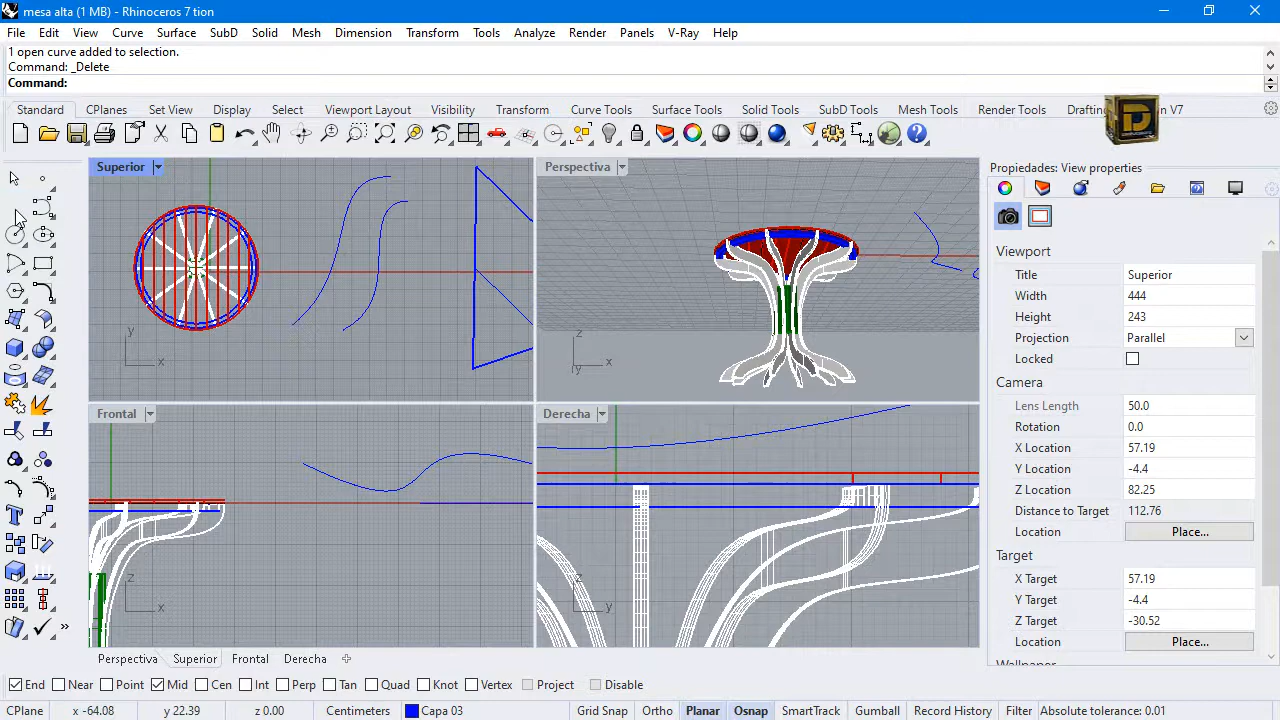 mesa alta (1 MB) - Rhinoceros 7 tion
File Edit View Curve Surface SubD Solid Mesh Dimension Transform Tools Analyze Render Panels V-Ray Help
1 open curve added to selection.
Command: _Delete
Command:
Standard CPlanes Set View Display Select Viewport Layout Visibility Transform Curve Tools Surface Tools Solid Tools SubD Tools Mesh Tools Render Tools Drafting n V7
Superior
Perspectiva
Propiedades: View properties
Viewport
Title Superior
Width 444
Height 243
Projection Parallel
Locked
Camera
Lens Length 50.0
Rotation 0.0
X Location 57.19
Y Location -4.4
Z Location 82.25
Distance to Target 112.76
Location Place...
Target
X Target 57.19
Y Target -4.4
Z Target -30.52
Location Place...
Wallpaper
y
x
z
y
x
Frontal
Derecha
z
x
z
y
Perspectiva Superior Frontal Derecha
End Near Point Mid Cen Int Perp Tan Quad Knot Vertex Project Disable
CPlane x -64.08 y 22.39 z 0.00 Centimeters Capa 03 Grid Snap Ortho Planar Osnap SmartTrack Gumball Record History Filter Absolute tolerance: 0.01